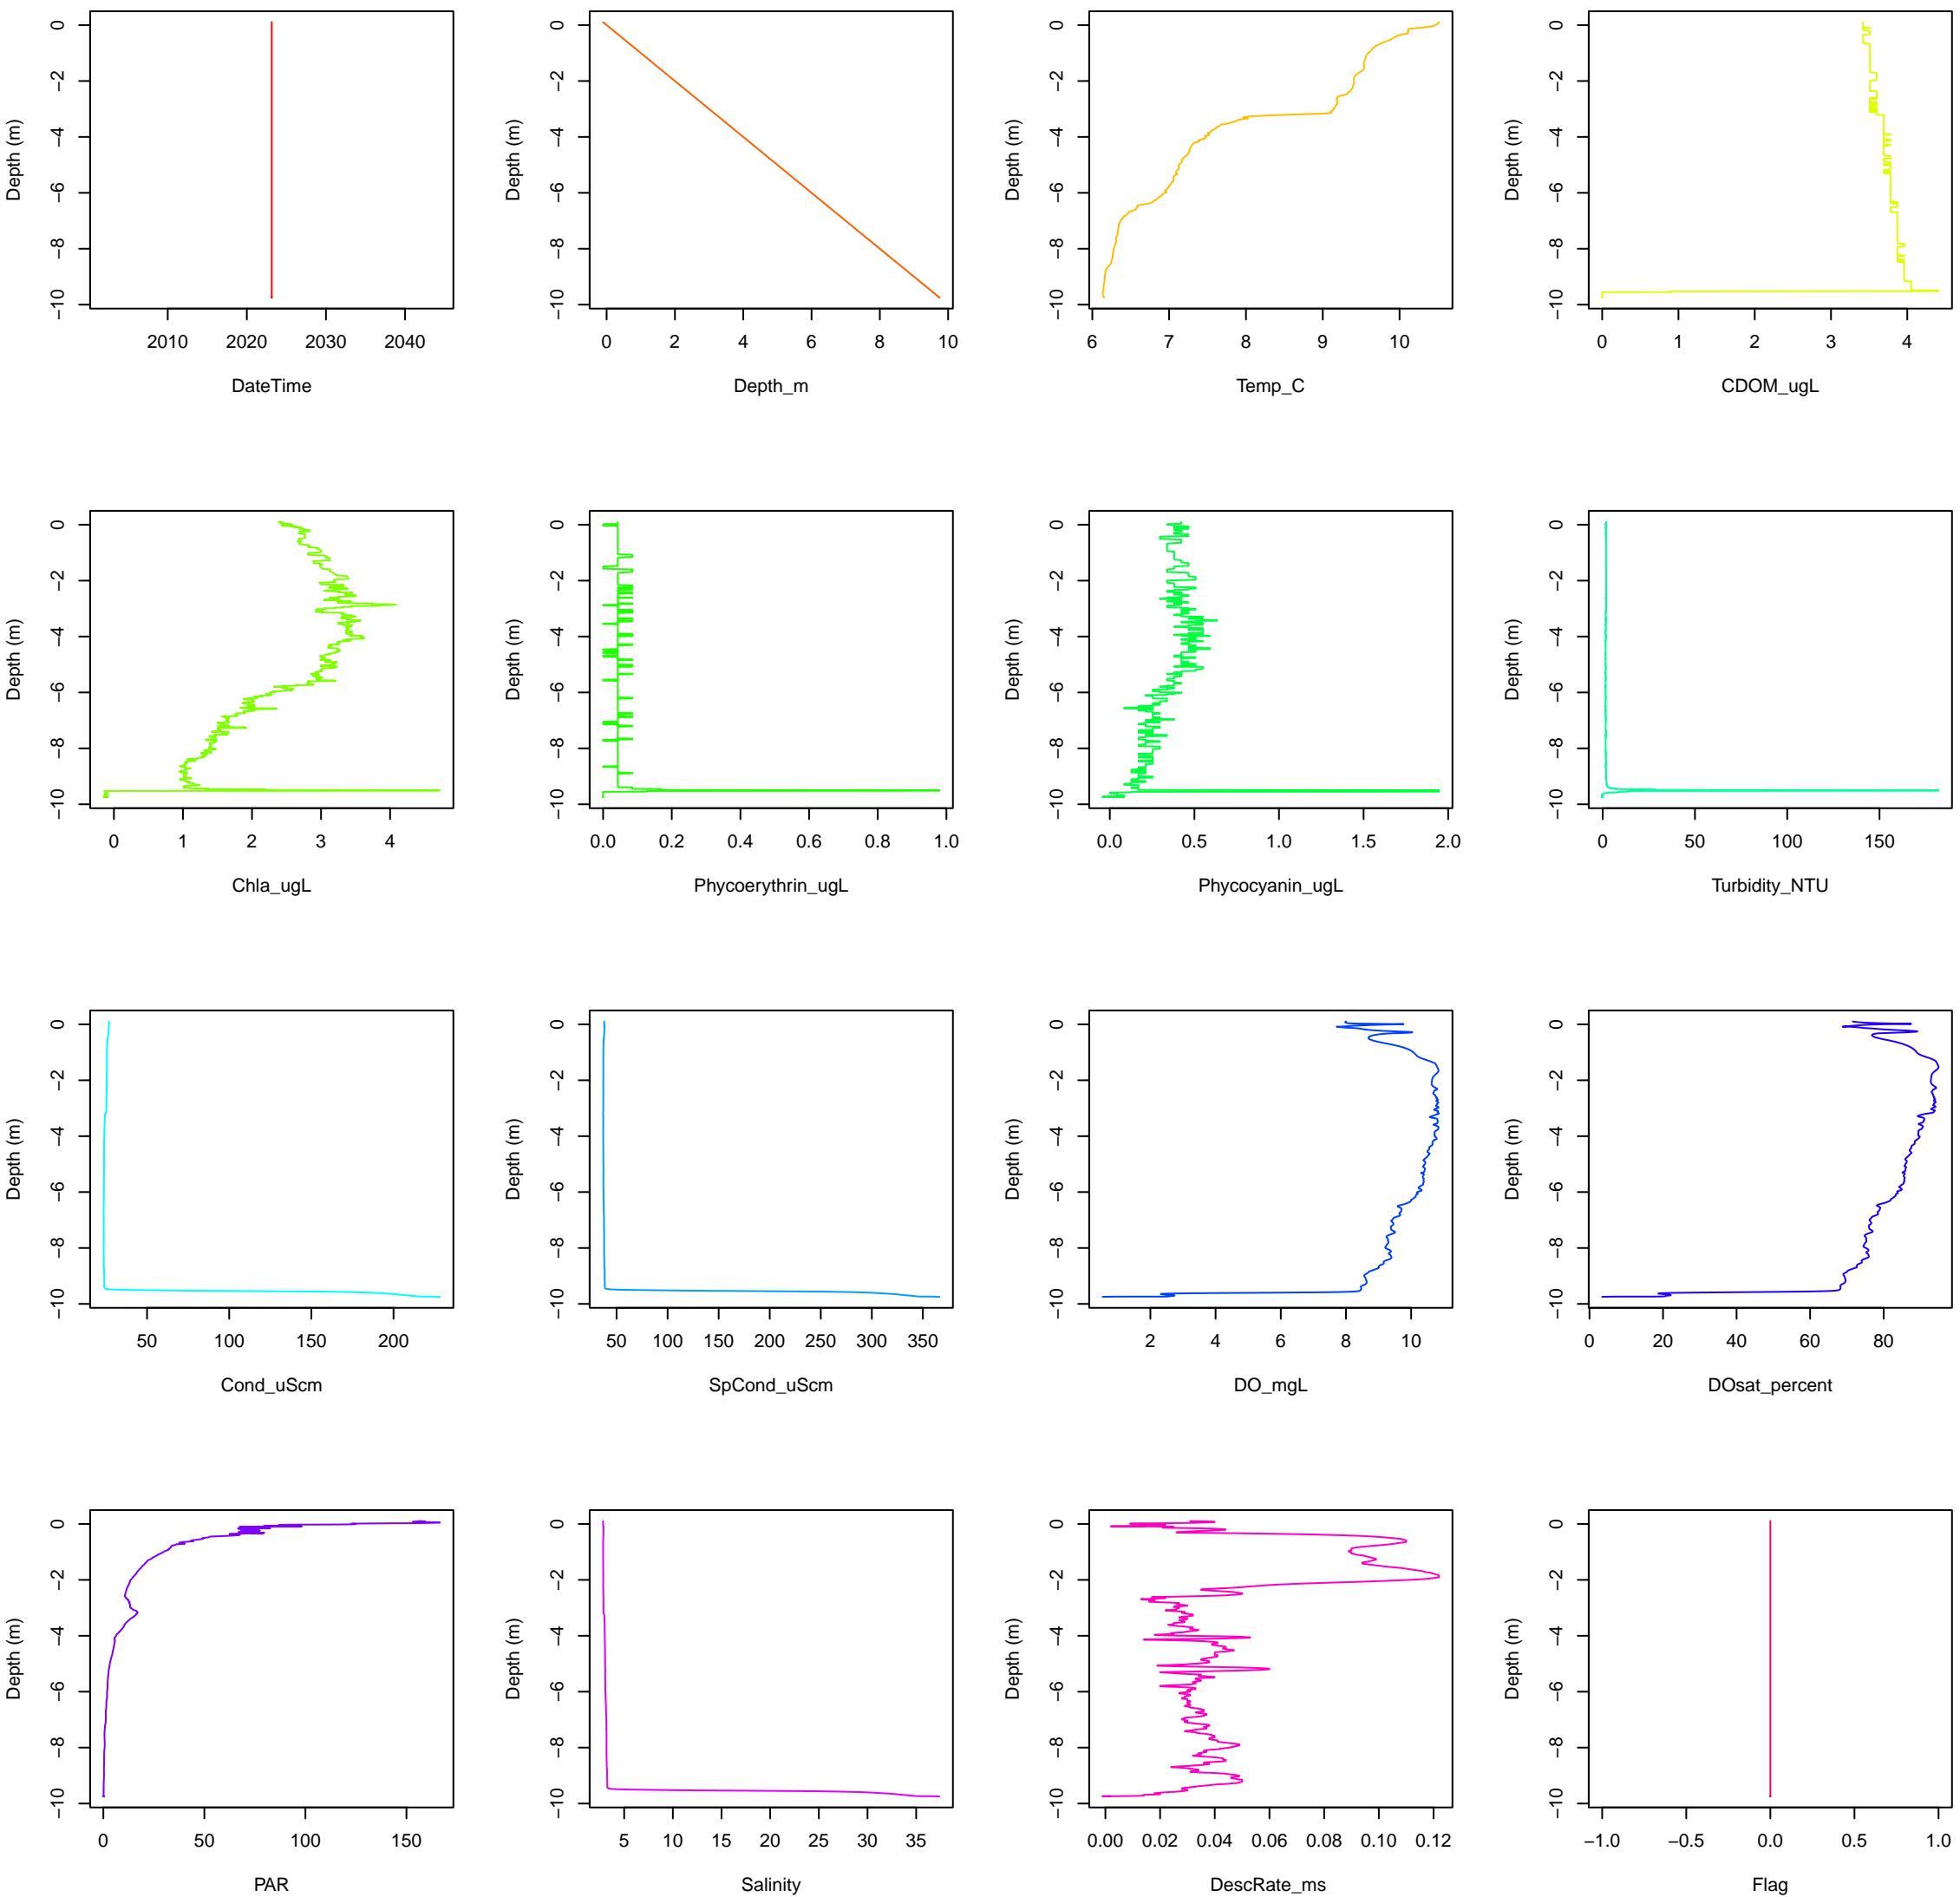 0 0 0 0
−2 −2 −2 −2
−4 −4 −4 −4
−6 −6 −6 −6
−8 −8 −8 −8
−10 −10 −10 −10
Depth (m) Depth (m) Depth (m) Depth (m)
2010 2020 2030 2040 0 2 4 6 8 10 6 7 8 9 10 0 1 2 3 4
DateTime Depth_m Temp_C CDOM_ugL
0 0 0 0
−2 −2 −2 −2
−4 −4 −4 −4
−6 −6 −6 −6
−8 −8 −8 −8
−10 −10 −10 −10
Depth (m) Depth (m) Depth (m) Depth (m)
0 1 2 3 4 0.0 0.2 0.4 0.6 0.8 1.0 0.0 0.5 1.0 1.5 2.0 0 50 100 150
Chla_ugL Phycoerythrin_ugL Phycocyanin_ugL Turbidity_NTU
0 0 0 0
−2 −2 −2 −2
−4 −4 −4 −4
−6 −6 −6 −6
−8 −8 −8 −8
−10 −10 −10 −10
Depth (m) Depth (m) Depth (m) Depth (m)
50 100 150 200 50 100 150 200 250 300 350 2 4 6 8 10 0 20 40 60 80
Cond_uScm SpCond_uScm DO_mgL DOsat_percent
0 0 0 0
−2 −2 −2 −2
−4 −4 −4 −4
−6 −6 −6 −6
−8 −8 −8 −8
−10 −10 −10 −10
Depth (m) Depth (m) Depth (m) Depth (m)
0 50 100 150 5 10 15 20 25 30 35 0.00 0.02 0.04 0.06 0.08 0.10 0.12 −1.0 −0.5 0.0 0.5 1.0
PAR Salinity DescRate_ms Flag